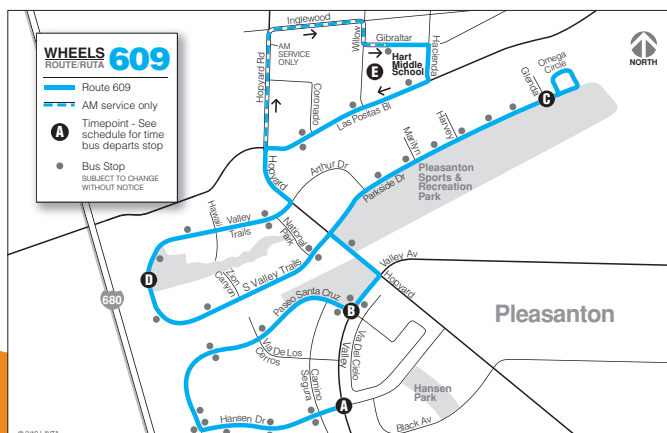 WHEELS
ROUTE/RUTA
609
Route 609
AM service only
A
Timepoint - See
schedule for time
bus departs stop
Bus Stop
SUBJECT TO CHANGE
WITHOUT NOTICE
Inglewood
Hopyard Rd
AM
SERVICE
ONLY
Willow
Gibraltar
Hacienda
E
Hart
Middle
School
Coronado
Las Positas Bl
NORTH
Omega
Circle
Glenda
C
Harvey
Marilyn
Parkside Dr
Pleasanton
Sports &
Recreation
Park
Arthur Dr
Hopyard
Hawaii
Valley
Trails
National
Park
D
Zion
Canyon
S Valley Trails
Valley Av
Hopyard
680
Paseo Santa Cruz
B
Pleasanton
Via De Los
Cerros
Valley
Via Del Cielo
Camino
Segura
Hansen
Park
Hansen Dr
A
Black Av